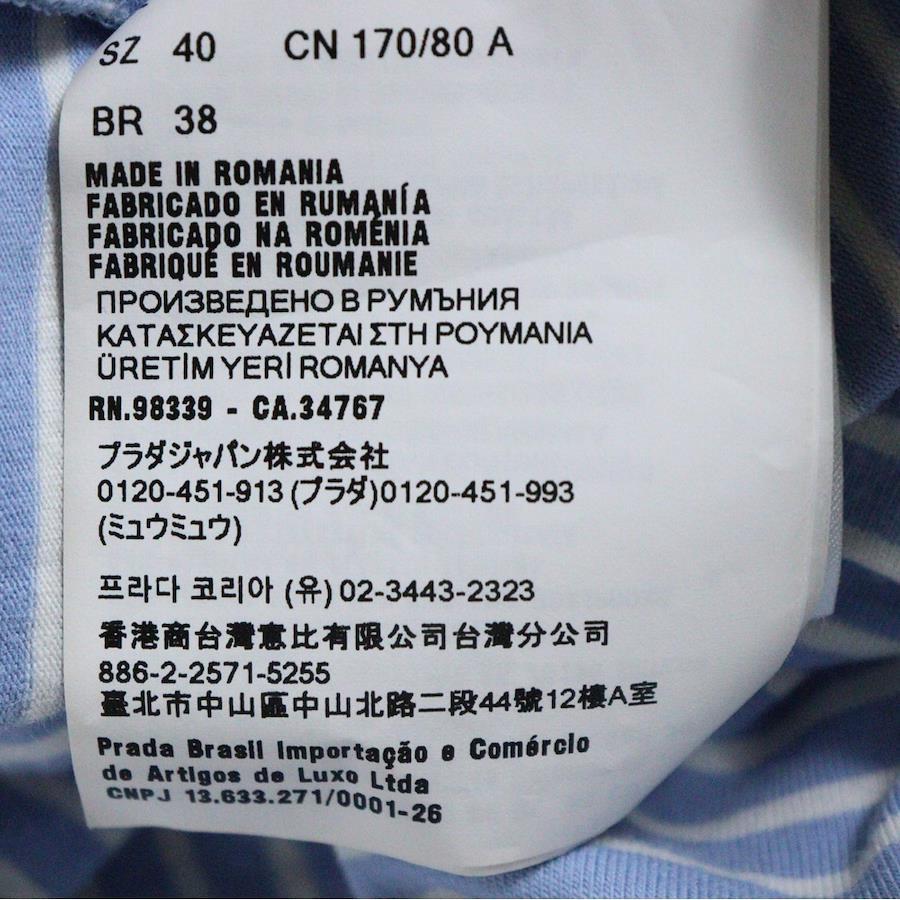 SZ 40 CN 170/80 A
BR 38
MADE IN ROMANIA
FABRICADO EN RUMANÍA
FABRICADO NA ROMÉNIA
FABRIQUÉ EN ROUMANIE
ПРОИЗВЕДЕНО В РУМЪНИЯ
ΚΑΤΑΣΚΕΥΑΖΕΤΑΙ ΣΤΗ ΡΟΥΜΑΝΙΑ
ÜRETİM YERİ ROMANYA
RN.98339 - CA.34767
プラダジャパン株式会社
0120-451-913 (プラダ)0120-451-993
(ミュウミュウ)
프라다 코리아 (유) 02-3443-2323
香港商台灣意比有限公司台灣分公司
886-2-2571-5255
臺北市中山區中山北路二段44號12樓A室
Prada Brasil Importação e Comércio
de Artigos de Luxo Ltda
CNPJ 13.633.271/0001-26